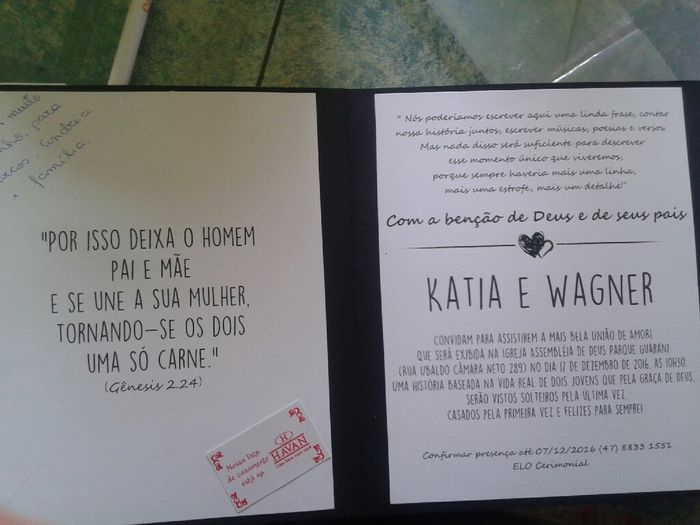 muito
para
família.
"POR ISSO DEIXA O HOMEM
PAI E MÃE
E SE UNE A SUA MULHER,
TORNANDO-SE OS DOIS
UMA SÓ CARNE."
(Gênesis 2.24)
Nossa lista
de casamento
está na
H
HAVAN
" Nós poderiamos escrever aqui uma linda frase, contar
nossa história juntos, escrever músicas, poesias e versos.
Mas nada disso será suficiente para descrever
esse momento único que viveremos,
porque sempre haveria mais uma linha,
mais uma estrofe, mais um detalhe"
Com a benção de Deus e de seus pais
KATIA E WAGNER
CONVIDAM PARA ASSISTIREM A MAIS BELA UNIÃO DE AMOR!
QUE SERÁ EXIBIDA NA IGREJA ASSEMBLÉIA DE DEUS PARQUE GUARANI
(RUA UBALDO CÂMARA NETO 289) NO DIA 17 DE DEZEMBRO DE 2016, AS 10H30.
UMA HISTÓRIA BASEADA NA VIDA REAL DE DOIS JOVENS QUE PELA GRAÇA DE DEUS,
SERÃO VISTOS SOLTEIROS PELA ÚLTIMA VEZ.
CASADOS PELA PRIMEIRA VEZ E FELIZES PARA SEMPRE!
Confirmar presença até 07/12/2016 (47) 8833 1551
ELO Cerimonial